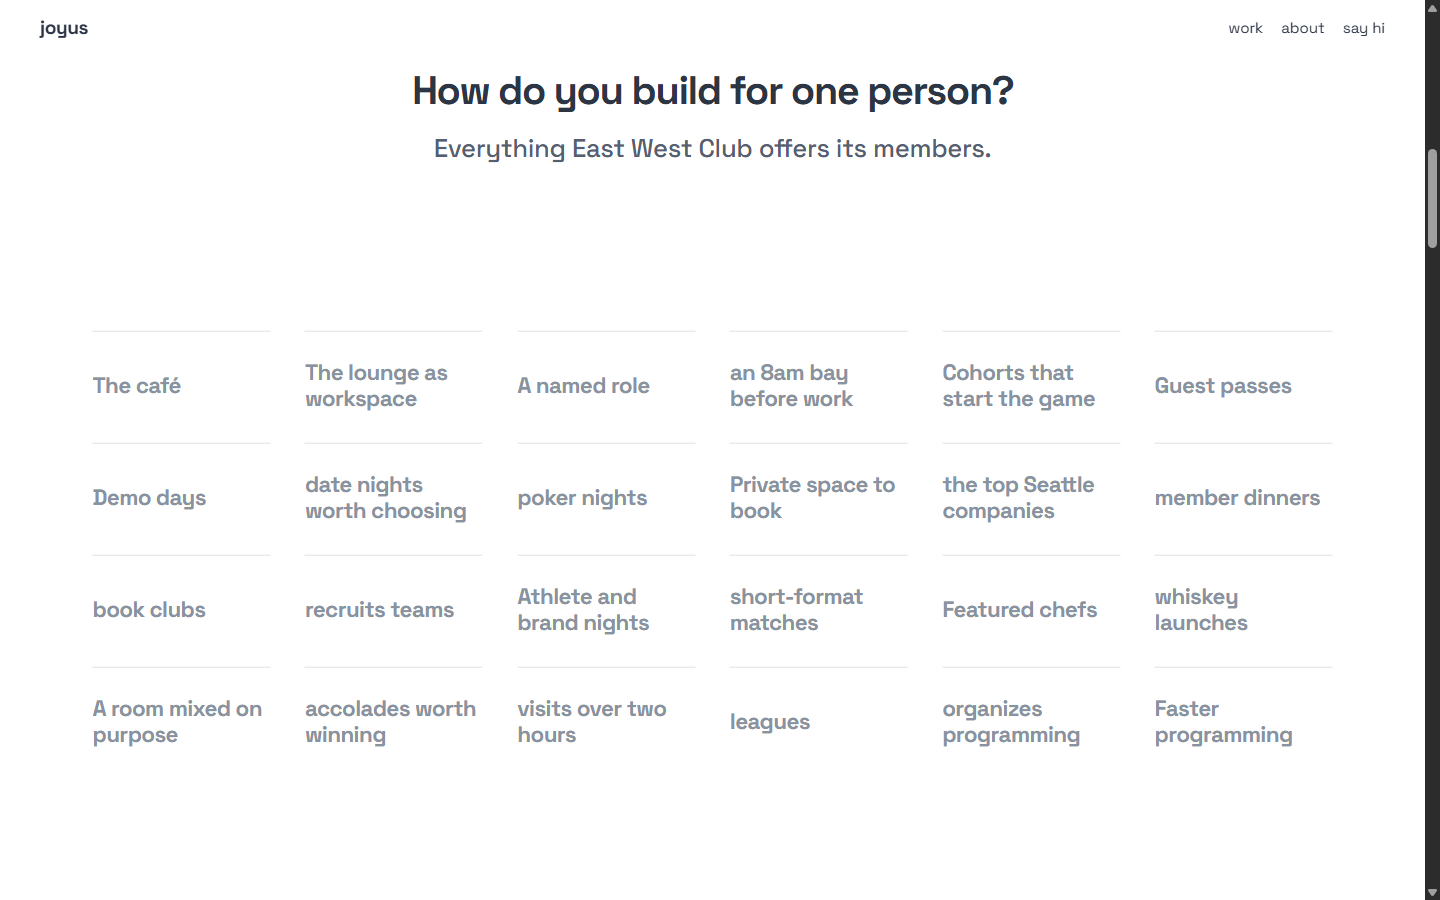 joyus
work about say hi
How do you build for one person?
Everything East West Club offers its members.
The café
The lounge as
workspace
A named role
an 8am bay
before work
Cohorts that
start the game
Guest passes
Demo days
date nights
worth choosing
poker nights
Private space to
book
the top Seattle
companies
member dinners
book clubs
recruits teams
Athlete and
brand nights
short-format
matches
Featured chefs
whiskey
launches
A room mixed on
purpose
accolades worth
winning
visits over two
hours
leagues
organizes
programming
Faster
programming